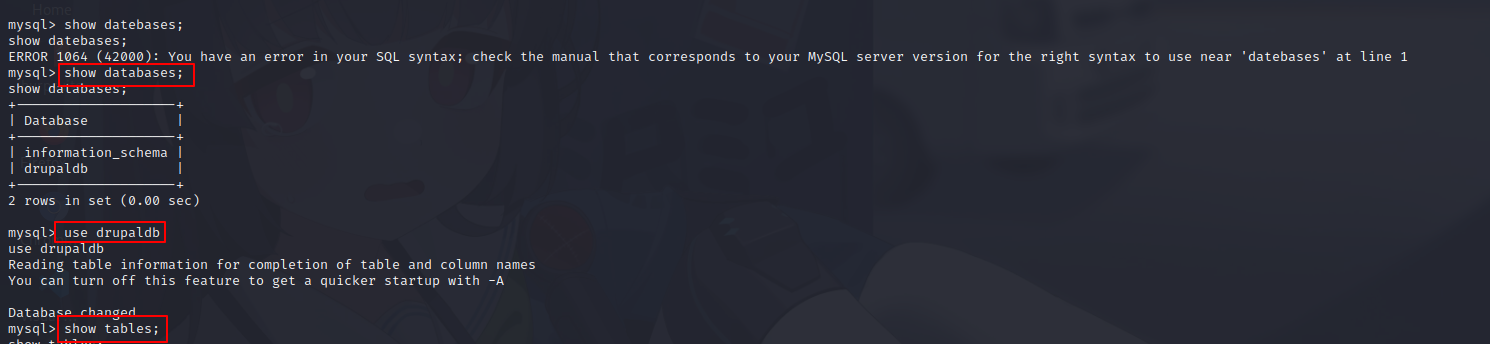 Home
mysql> show datebases;
show datebases;
ERROR 1064 (42000): You have an error in your SQL syntax; check the manual that corresponds to your MySQL server version for the right syntax to use near 'datebases' at line 1
mysql> show databases;
show databases;
+--------------------+
| Database           |
+--------------------+
| information_schema |
| drupaldb           |
+--------------------+
2 rows in set (0.00 sec)
mysql> use drupaldb
use drupaldb
Reading table information for completion of table and column names
You can turn off this feature to get a quicker startup with -A
Database changed
mysql> show tables;
show tables;